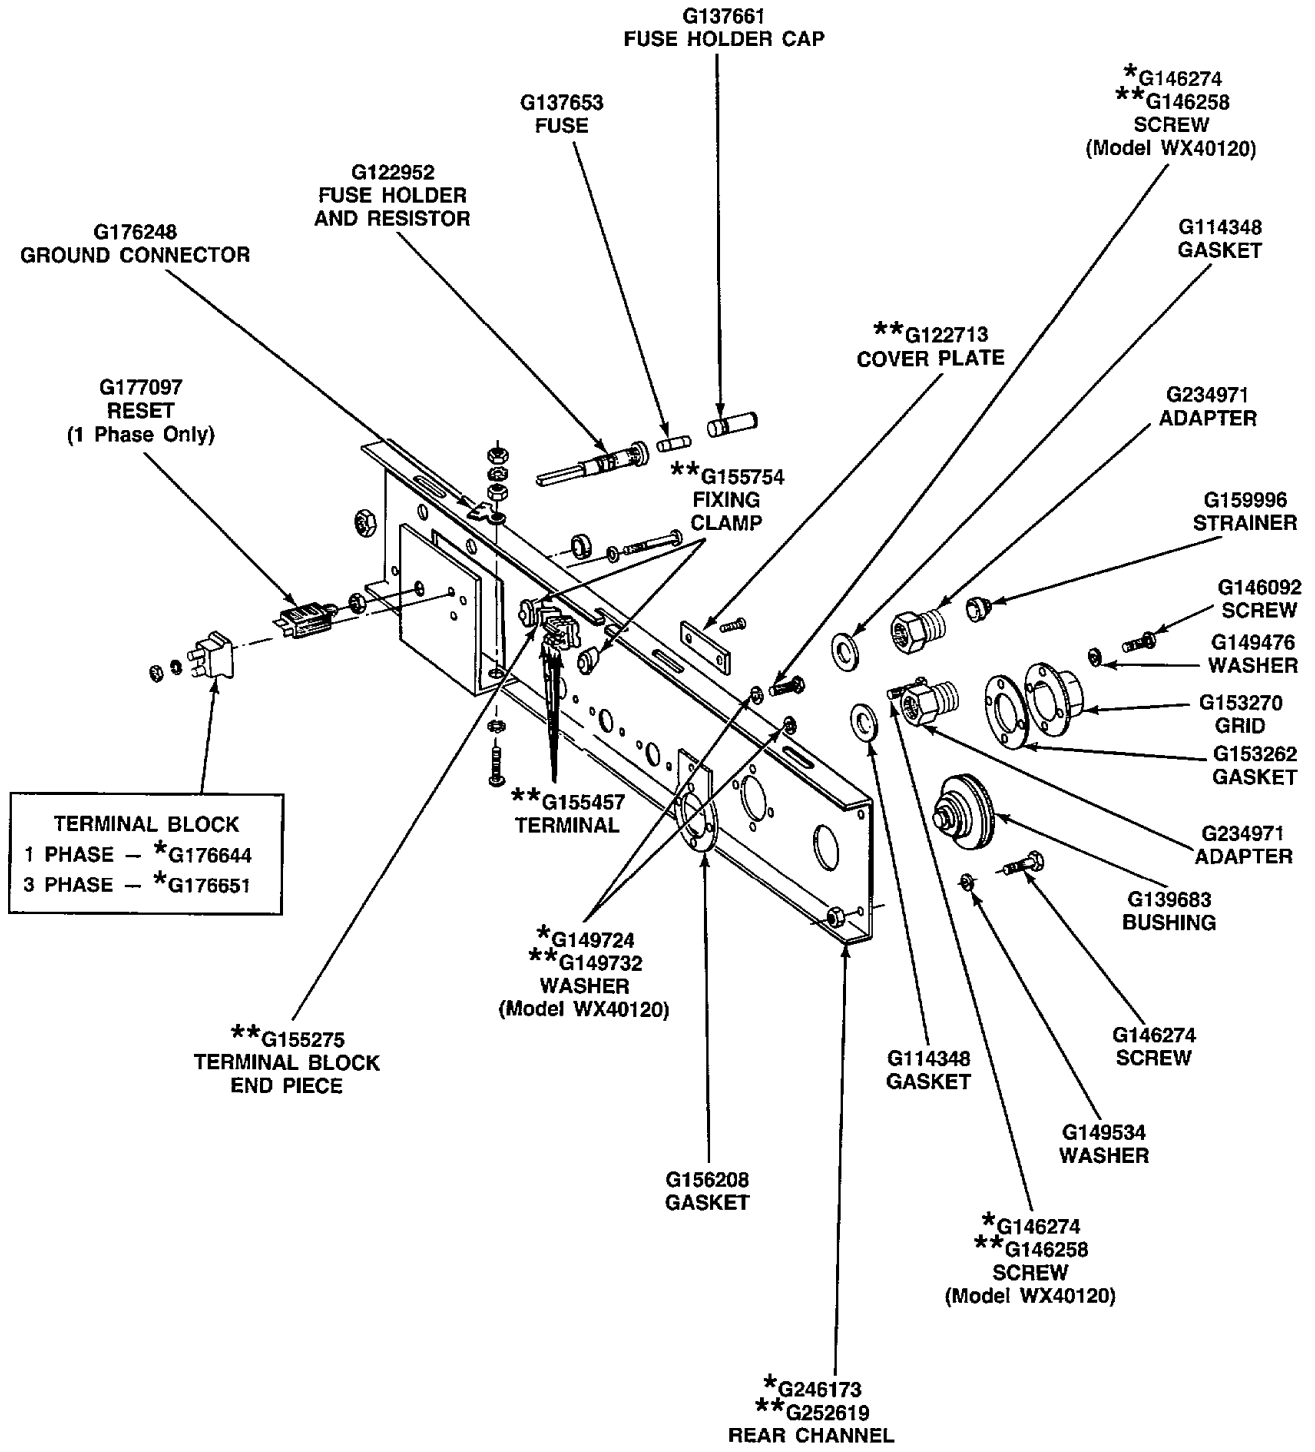 G137661
FUSE HOLDER CAP
*G146274
**G146258
SCREW
(Model WX40120)
G137653
FUSE
G122952
FUSE HOLDER
AND RESISTOR
G176248
GROUND CONNECTOR
G114348
GASKET
**G122713
COVER PLATE
G177097
RESET
(1 Phase Only)
G234971
ADAPTER
**G155754
FIXING
CLAMP
G159996
STRAINER
G146092
SCREW
G149476
WASHER
G153270
GRID
G153262
GASKET
**G155457
TERMINAL
TERMINAL BLOCK
1 PHASE – *G176644
3 PHASE – *G176651
G234971
ADAPTER
G139683
BUSHING
*G149724
**G149732
WASHER
(Model WX40120)
**G155275
TERMINAL BLOCK
END PIECE
G146274
SCREW
G114348
GASKET
G149534
WASHER
G156208
GASKET
*G146274
**G146258
SCREW
(Model WX40120)
*G246173
**G252619
REAR CHANNEL